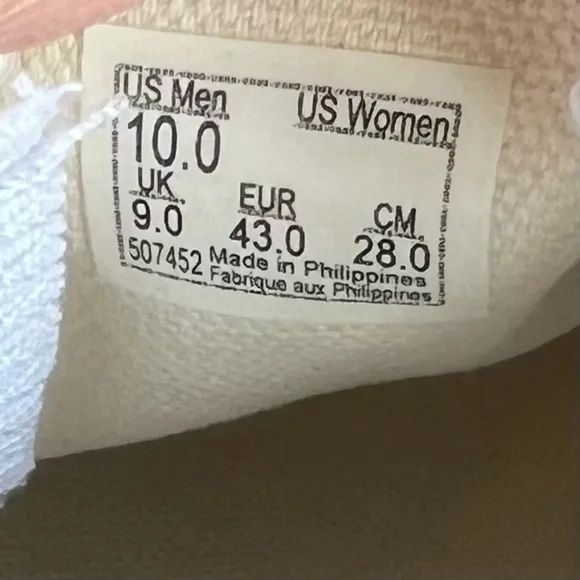 US Men US Women
10.0
UK EUR CM.
9.0 43.0 28.0
507452 Made in Philippines
Fabrique aux Philippines